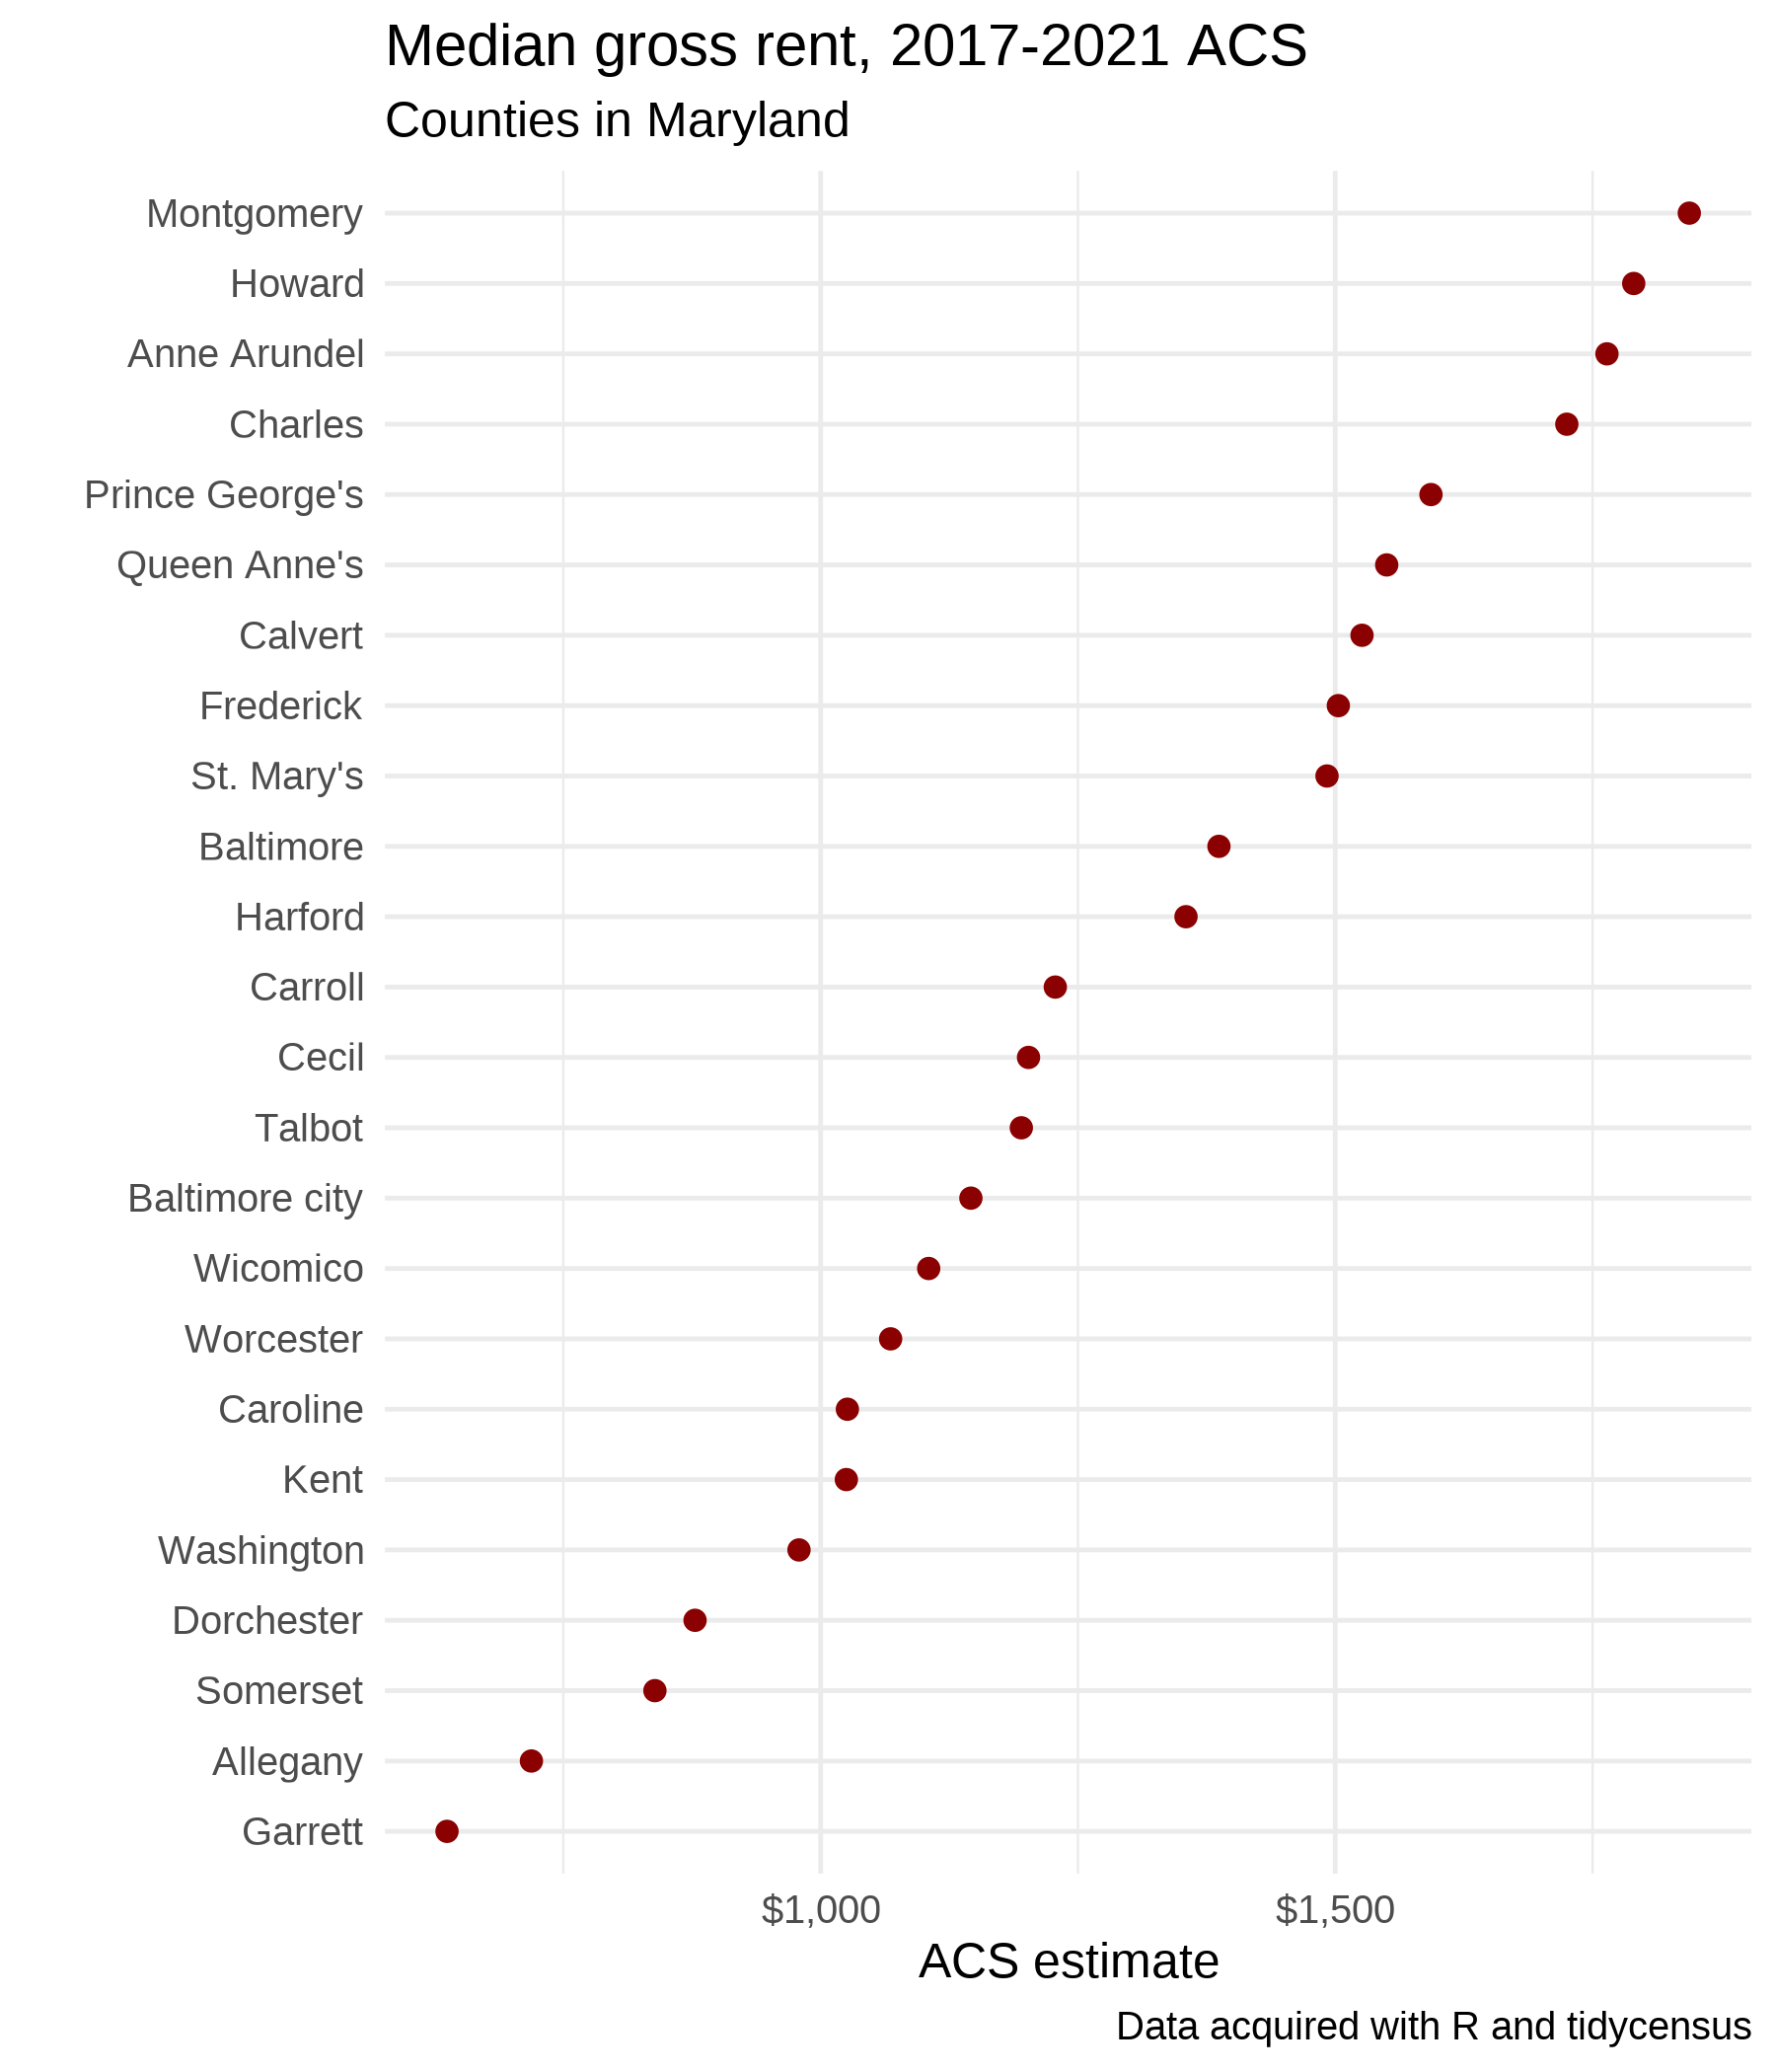 Median gross rent, 2017-2021 ACS
Counties in Maryland
Montgomery
Howard
Anne Arundel
Charles
Prince George's
Queen Anne's
Calvert
Frederick
St. Mary's
Baltimore
Harford
Carroll
Cecil
Talbot
Baltimore city
Wicomico
Worcester
Caroline
Kent
Washington
Dorchester
Somerset
Allegany
Garrett
$1,000 $1,500
ACS estimate
Data acquired with R and tidycensus